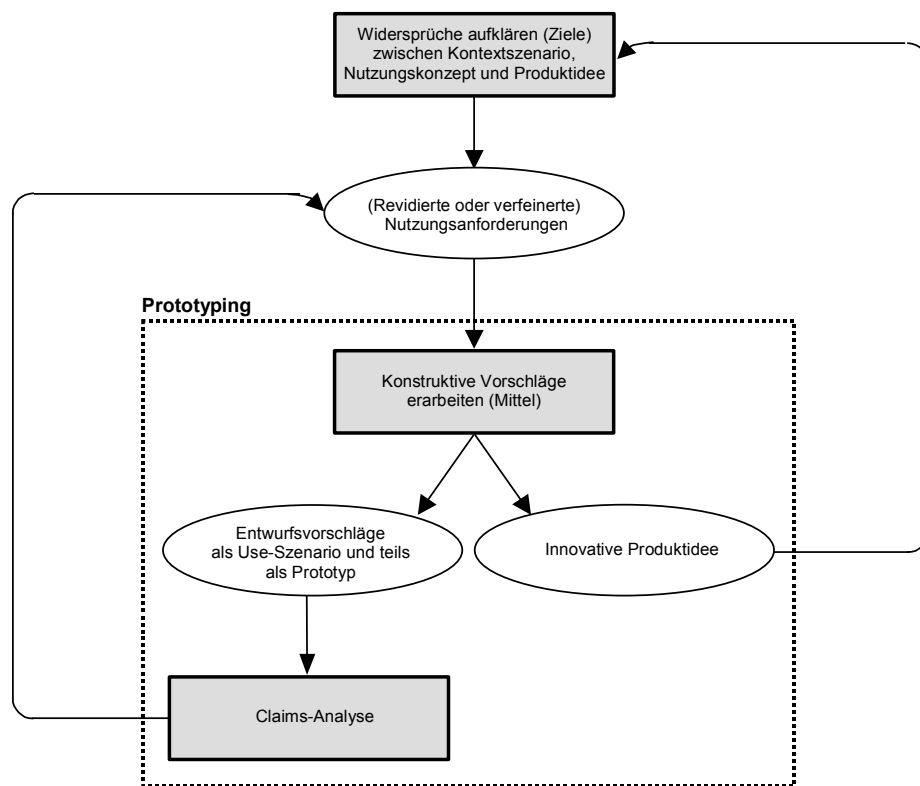 Widersprüche aufklären (Ziele)
zwischen Kontextszenario,
Nutzungskonzept und Produktidee
(Revidierte oder verfeinerte)
Nutzungsanforderungen
Prototyping
Konstruktive Vorschläge
erarbeiten (Mittel)
Entwurfsvorschläge
als Use-Szenario und teils
als Prototyp
Innovative Produktidee
Claims-Analyse